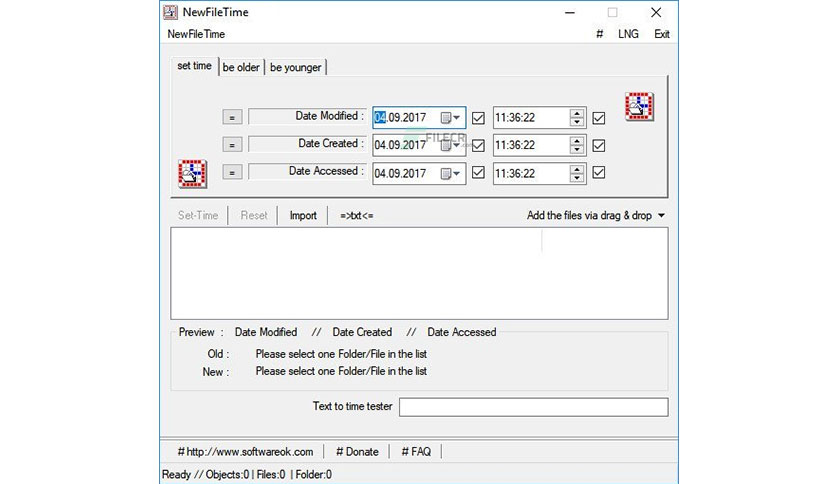 NewFileTime
NewFileTime # LNG Exit
set time be older be younger
= Date Modified : 04.09.2017 11:36:22
FILECR
.com
= Date Created : 04.09.2017 11:36:22
= Date Accessed : 04.09.2017 11:36:22
Set-Time Reset Import =>txt<= Add the files via drag & drop
Preview : Date Modified // Date Created // Date Accessed
Old : Please select one Folder/File in the list
New : Please select one Folder/File in the list
Text to time tester
# http://www.softwareok.com # Donate # FAQ
Ready // Objects:0 | Files:0 | Folder:0